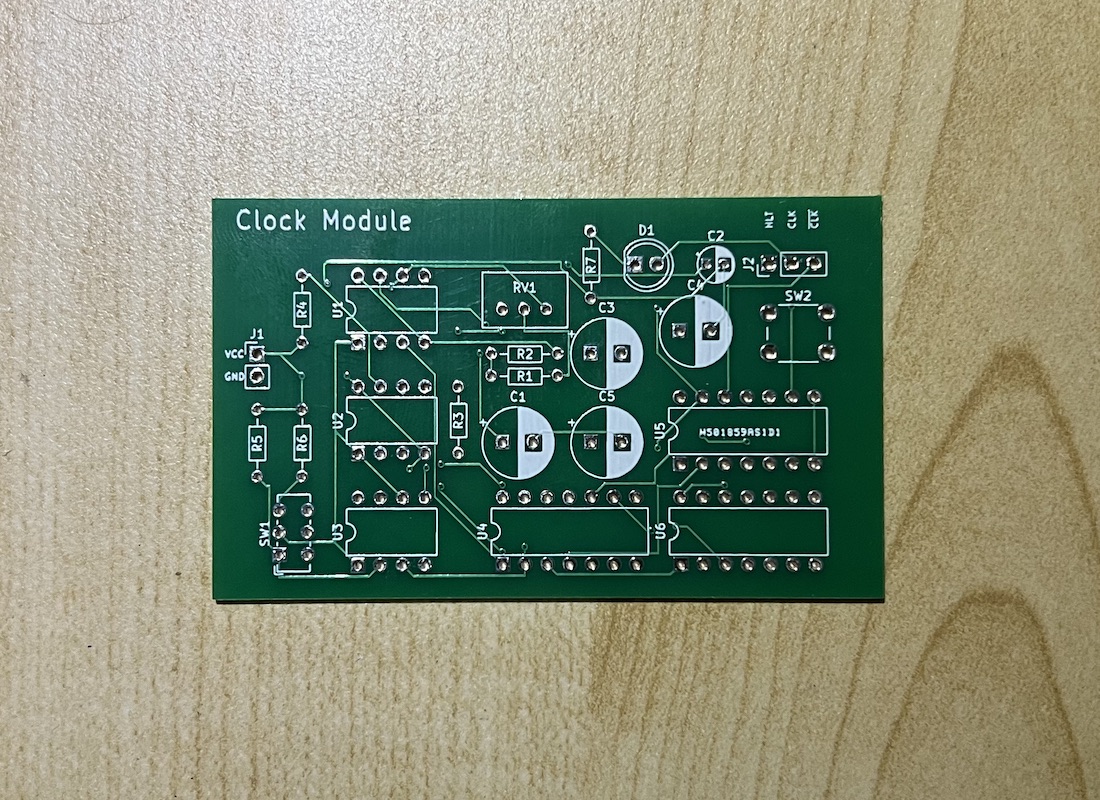 Clock Module
HLT
CLK
CLK
D1
C2
J2
R7
RV1
C4
SW2
R4
U1
C3
J1
VCC
GND
R2
R1
C1
C5
R3
U2
U5
M501859AS1D1
R5
R6
SW1
U3
U4
U6